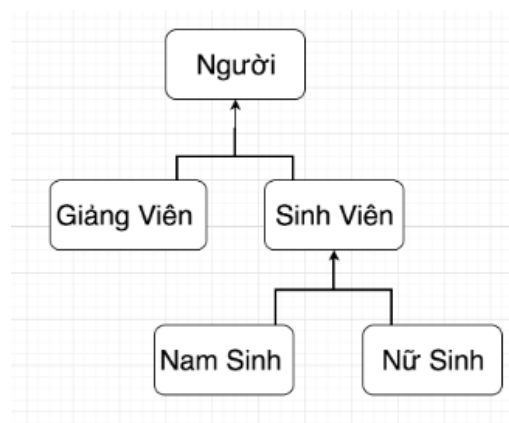 Người
Giảng Viên
Sinh Viên
Nam Sinh
Nữ Sinh